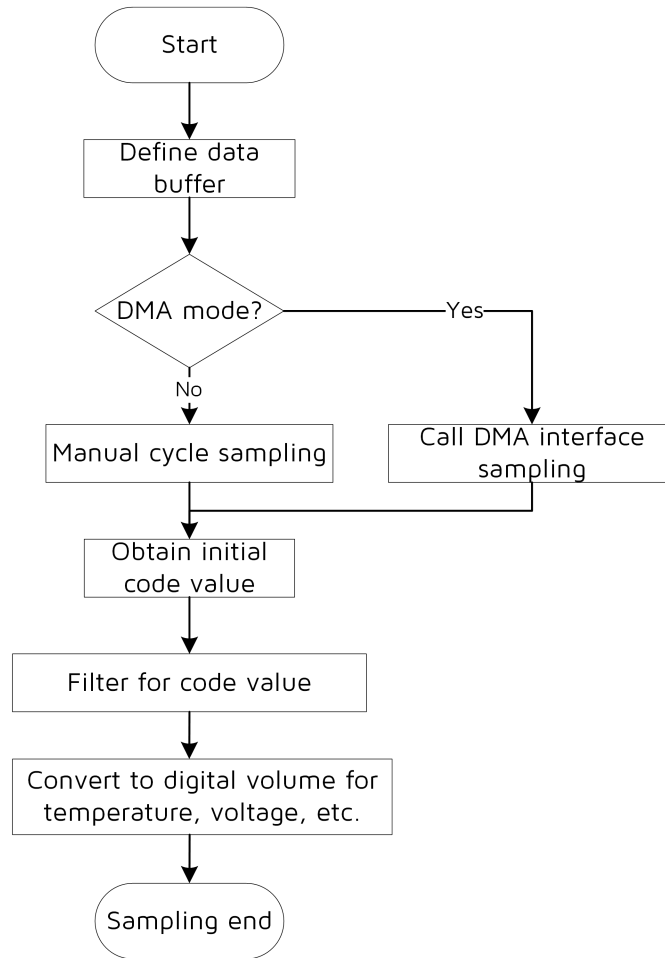 Start
Define data
buffer
DMA mode?
Yes
No
Manual cycle sampling
Call DMA interface
sampling
Obtain initial
code value
Filter for code value
Convert to digital volume for
temperature, voltage, etc.
Sampling end